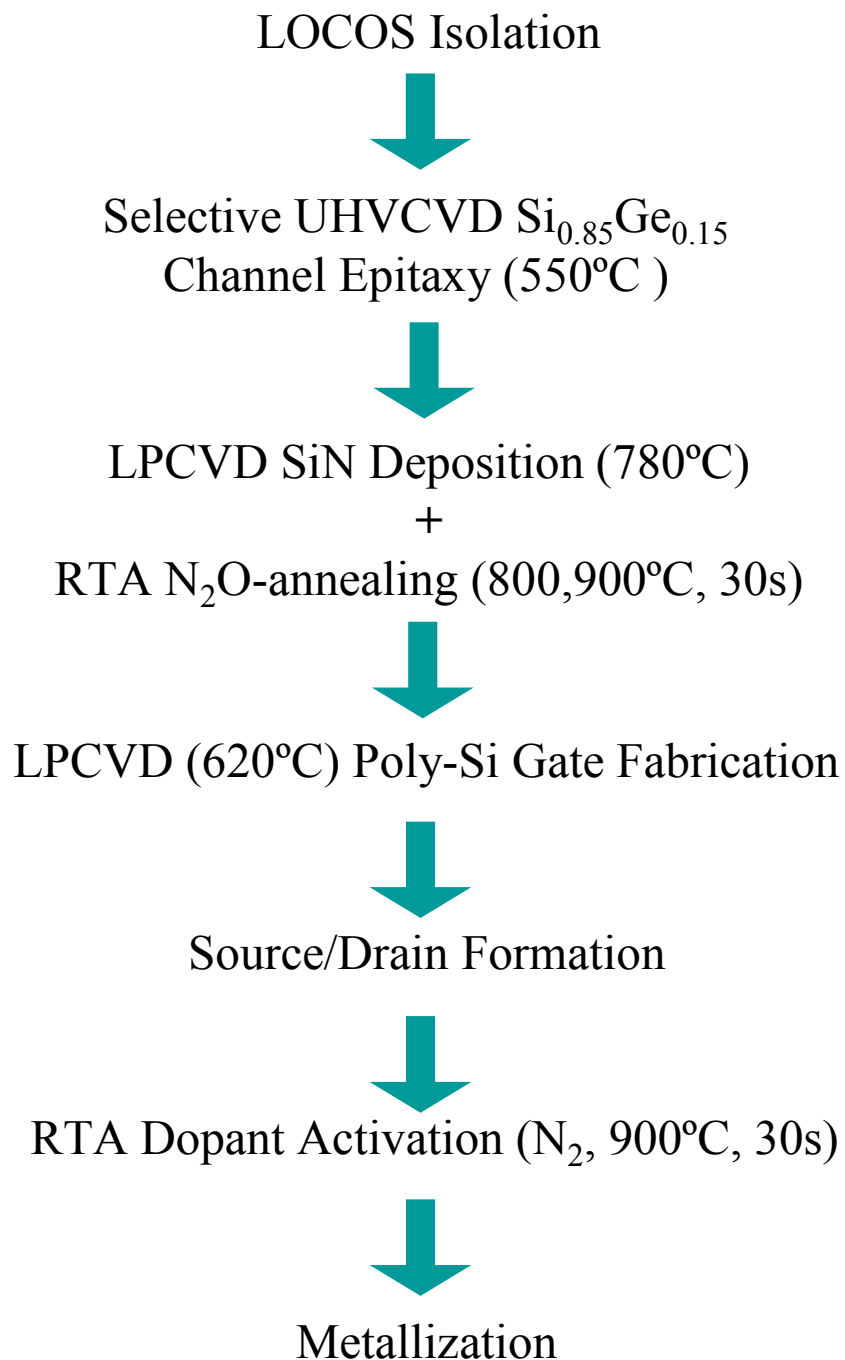 LOCOS Isolation
Selective UHVCVD Si₀.₈₅Ge₀.₁₅
Channel Epitaxy (550ºC )
LPCVD SiN Deposition (780ºC)
+
RTA N₂O-annealing (800,900ºC, 30s)
LPCVD (620ºC) Poly-Si Gate Fabrication
Source/Drain Formation
RTA Dopant Activation (N₂, 900ºC, 30s)
Metallization